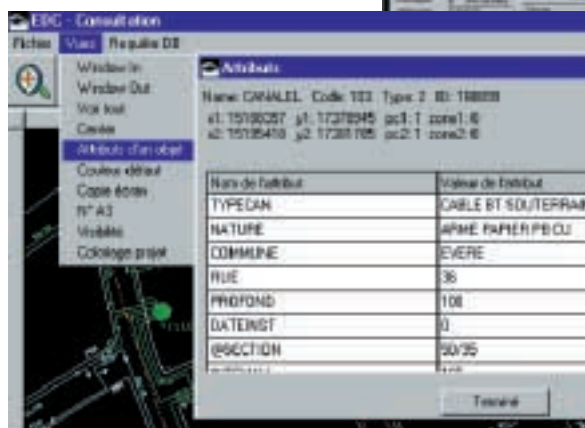 EDG - Consultation
Fichier Vues Requête DB
Window In
Window Out
Voir tout
Centrer
Attributs d'un objet
Couleur défaut
Copie écran
N° A3
Visibilité
Coloriage projet
Attributs
Name: CANALEL Code: 103 Type: 2 ID:
Nom de l'attribut Valeur de l'attribut
TYPECAN CABLE BT SOUTERRAIN
NATURE ARME PAPIER PB CU
COMMUNE EVERE
RUE 36
PROFOND 100
DATEINST 0
@SECTION 50/35
Terminé